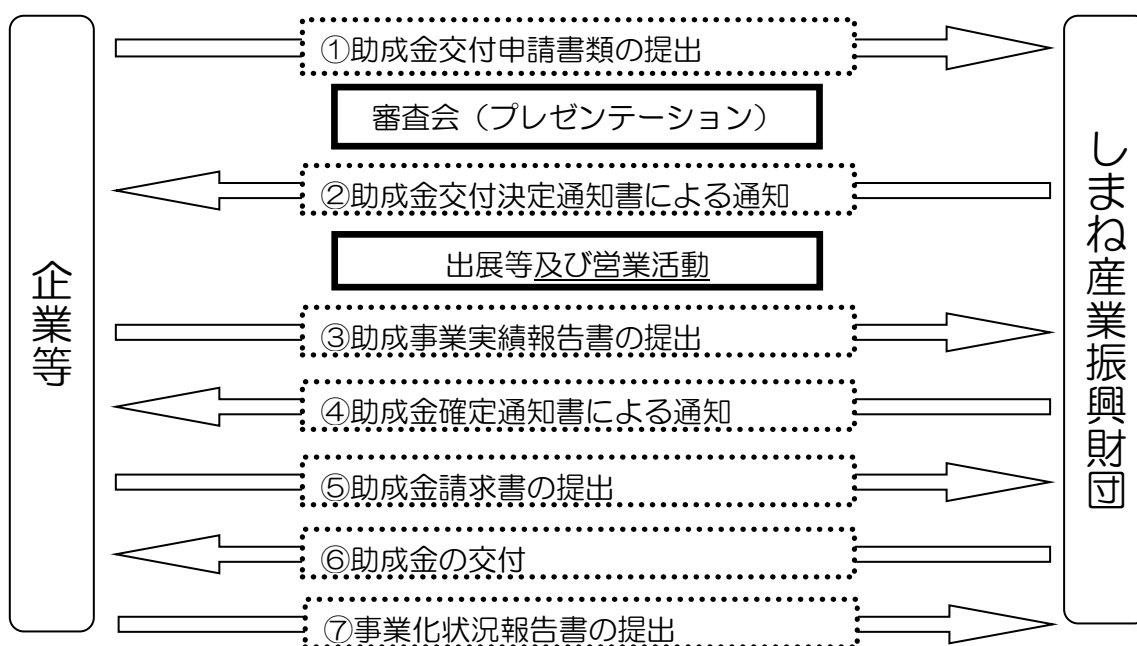 ①助成金交付申請書類の提出
審査会（プレゼンテーション）
②助成金交付決定通知書による通知
出展等及び営業活動
③助成事業実績報告書の提出
④助成金確定通知書による通知
⑤助成金請求書の提出
⑥助成金の交付
⑦事業化状況報告書の提出
企業等
しまね産業振興財団